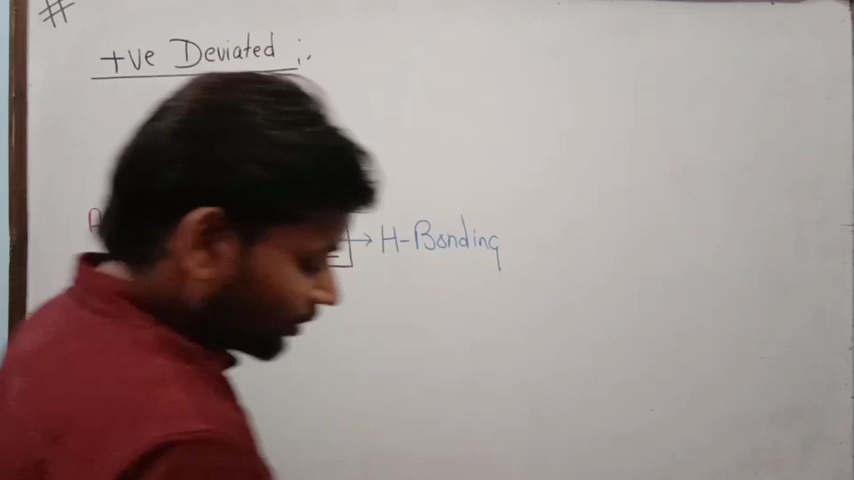 #
+ve Deviated :.
A → H-Bonding